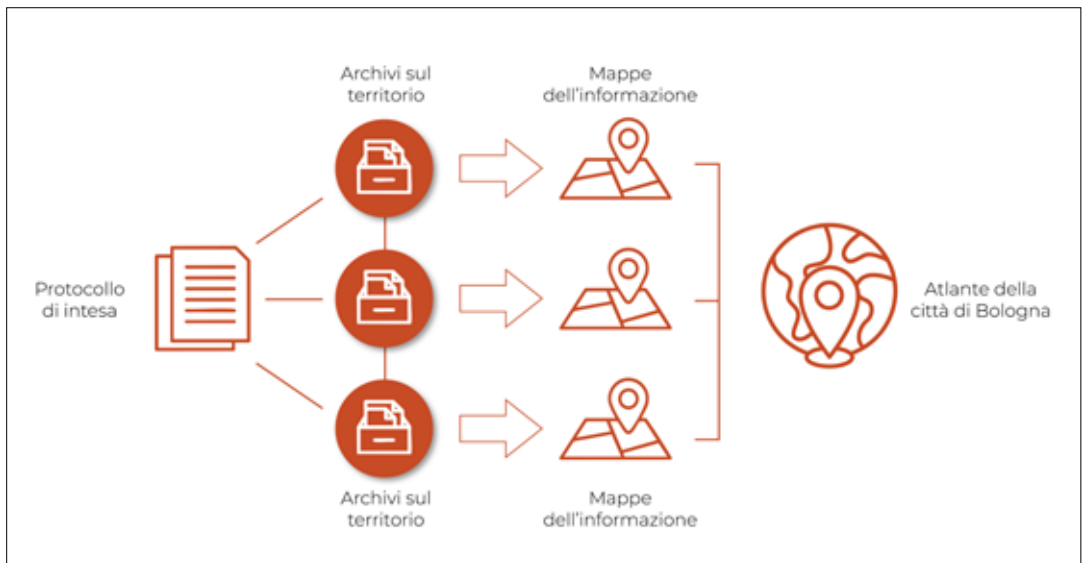 Archivi sul
territorio
Mappe
dell'informazione
Protocollo
di intesa
Atlante della
città di Bologna
Archivi sul
territorio
Mappe
dell'informazione